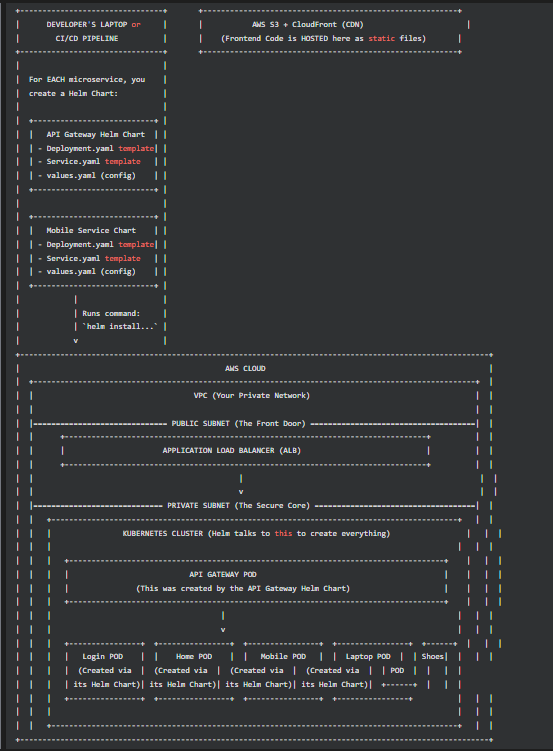 DEVELOPER'S LAPTOP or
CI/CD PIPELINE
AWS S3 + CloudFront (CDN)
(Frontend Code is HOSTED here as static files)
For EACH microservice, you
create a Helm Chart:
API Gateway Helm Chart
- Deployment.yaml template
- Service.yaml template
- values.yaml (config)
Mobile Service Chart
- Deployment.yaml template
- Service.yaml template
- values.yaml (config)
Runs command:
`helm install...`
v
AWS CLOUD
VPC (Your Private Network)
PUBLIC SUBNET (The Front Door)
APPLICATION LOAD BALANCER (ALB)
v
PRIVATE SUBNET (The Secure Core)
KUBERNETES CLUSTER (Helm talks to this to create everything)
API GATEWAY POD
(This was created by the API Gateway Helm Chart)
v
Login POD Home POD Mobile POD Laptop POD Shoes
(Created via (Created via (Created via (Created via POD
its Helm Chart) its Helm Chart) its Helm Chart) its Helm Chart)